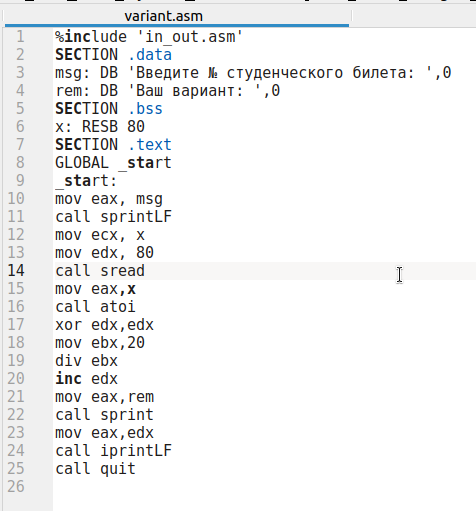 variant.asm
1 %include 'in_out.asm'
2 SECTION .data
3 msg: DB 'Введите № студенческого билета: ',0
4 rem: DB 'Ваш вариант: ',0
5 SECTION .bss
6 x: RESB 80
7 SECTION .text
8 GLOBAL _start
9 _start:
10 mov eax, msg
11 call sprintLF
12 mov ecx, x
13 mov edx, 80
14 call sread
15 mov eax,x
16 call atoi
17 xor edx,edx
18 mov ebx,20
19 div ebx
20 inc edx
21 mov eax,rem
22 call sprint
23 mov eax,edx
24 call iprintLF
25 call quit
26